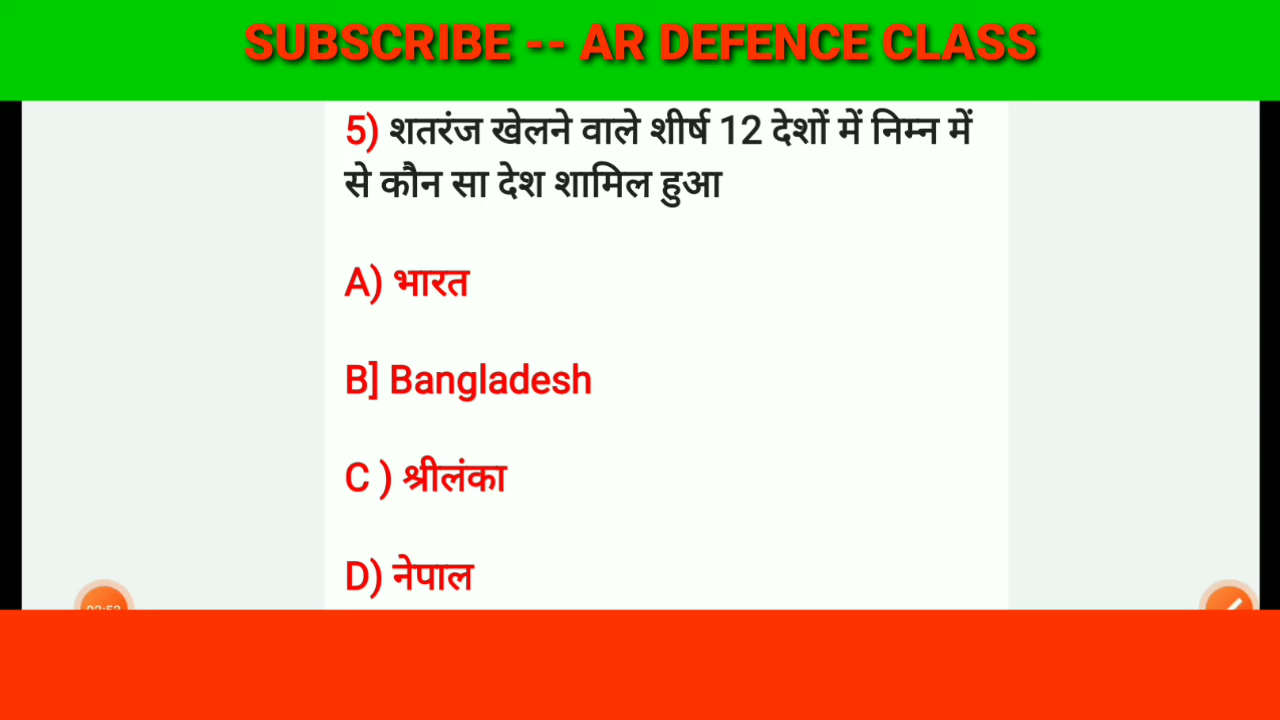 SUBSCRIBE -- AR DEFENCE CLASS
5) शतरंज खेलने वाले शीर्ष 12 देशों में निम्न में
से कौन सा देश शामिल हुआ
A) भारत
B] Bangladesh
C ) श्रीलंका
D) नेपाल